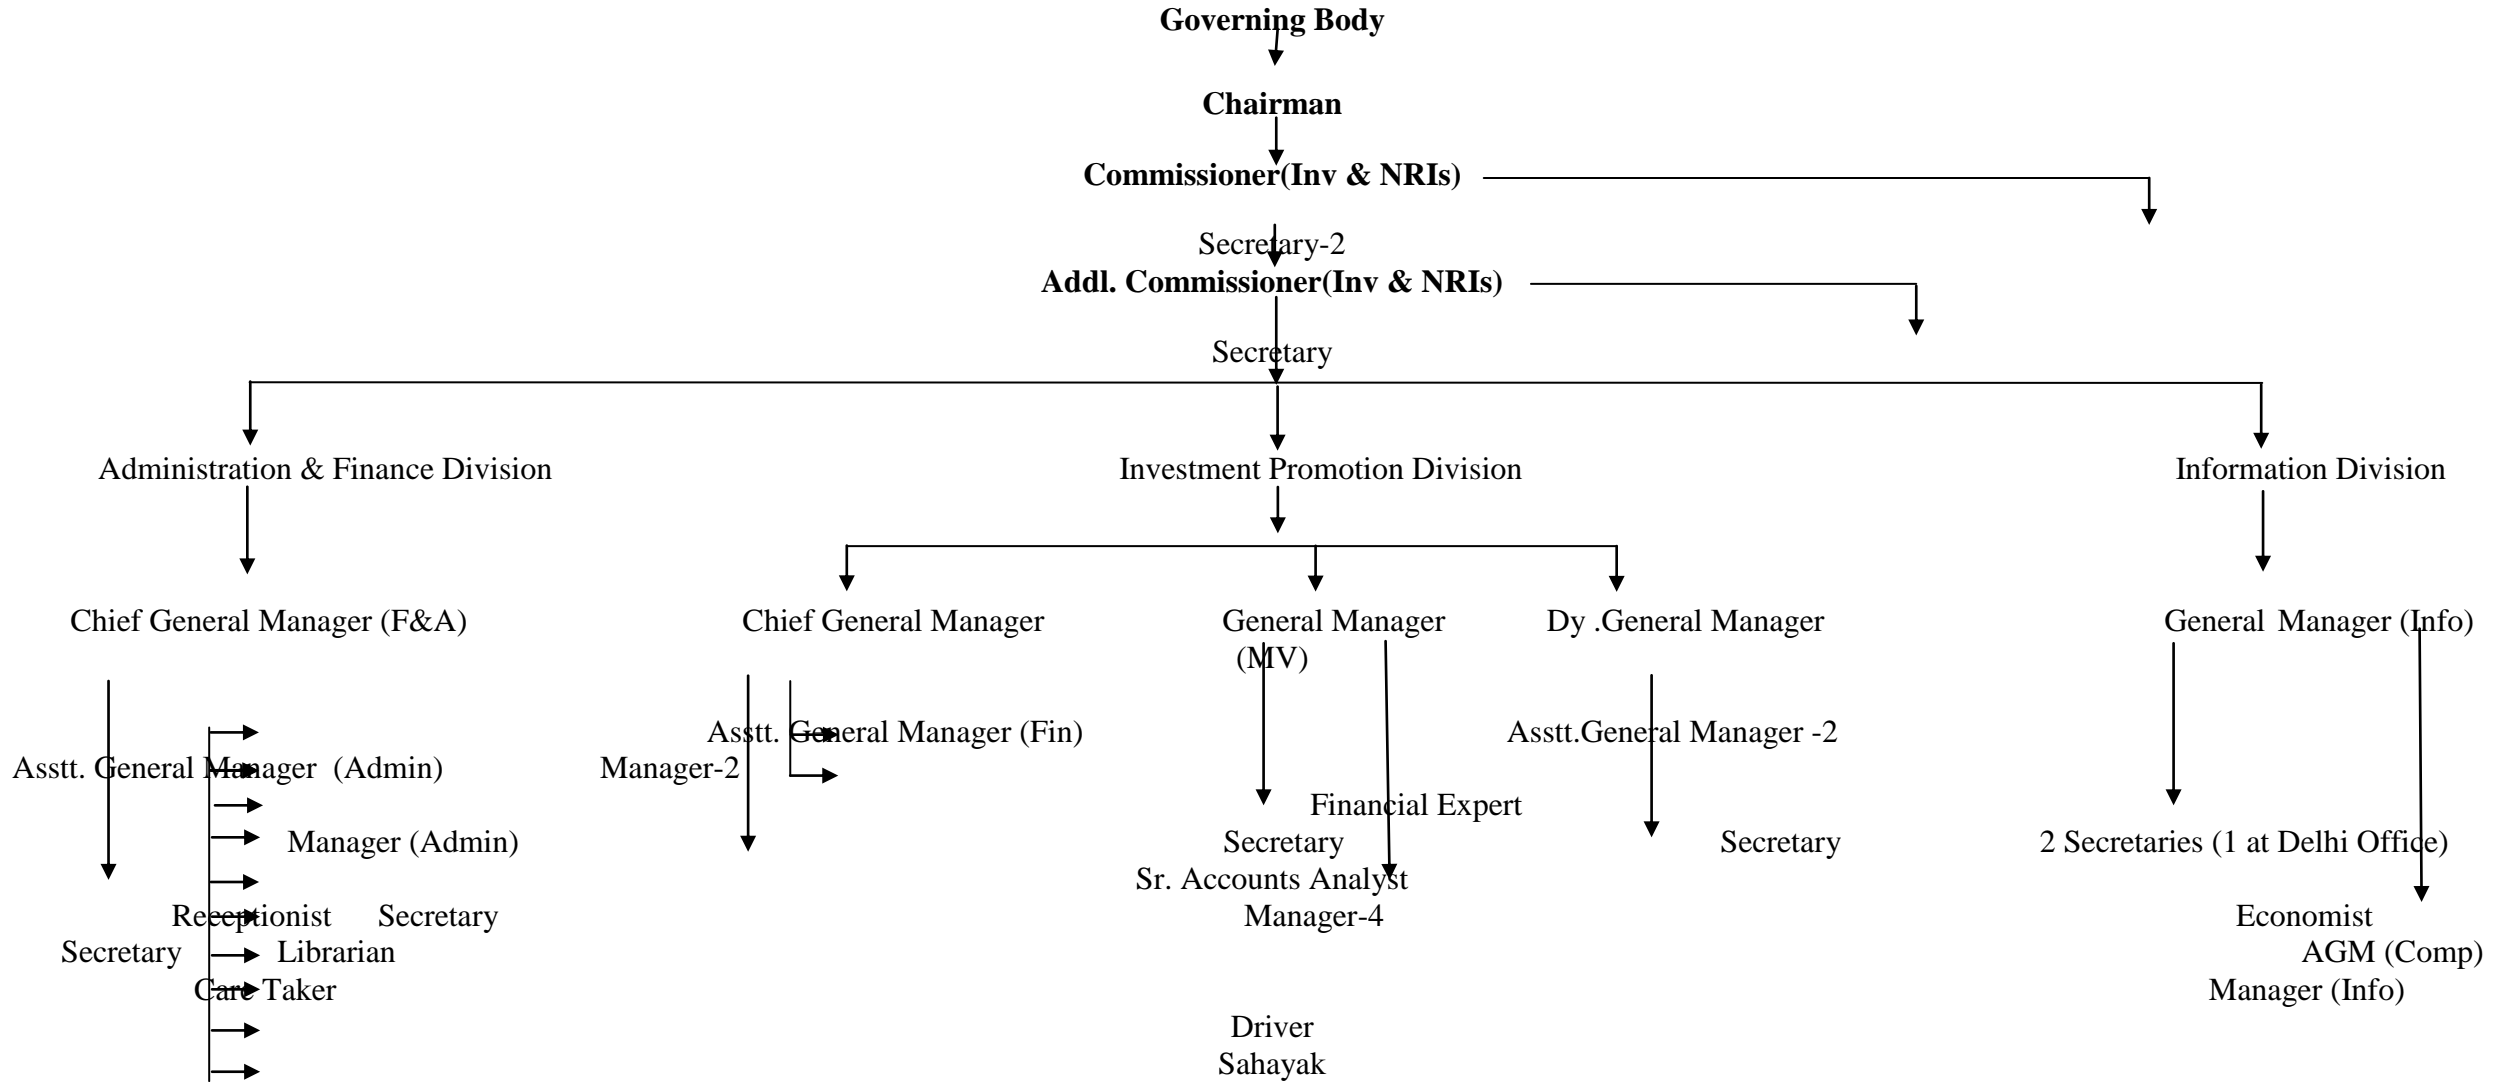 Governing Body
Chairman
Commissioner(Inv & NRIs)
Secretary-2
Addl. Commissioner(Inv & NRIs)
Secretary
Administration & Finance Division Investment Promotion Division Information Division
Chief General Manager (F&A) Chief General Manager General Manager Dy .General Manager General Manager (Info)
(MV)
Asstt. General Manager (Fin) Asstt.General Manager -2
Asstt. General Manager (Admin) Manager-2
Financial Expert
Manager (Admin) Secretary Secretary 2 Secretaries (1 at Delhi Office)
Sr. Accounts Analyst
Receptionist Secretary Manager-4 Economist
Secretary Librarian AGM (Comp)
Care Taker Manager (Info)
Driver
Sahayak